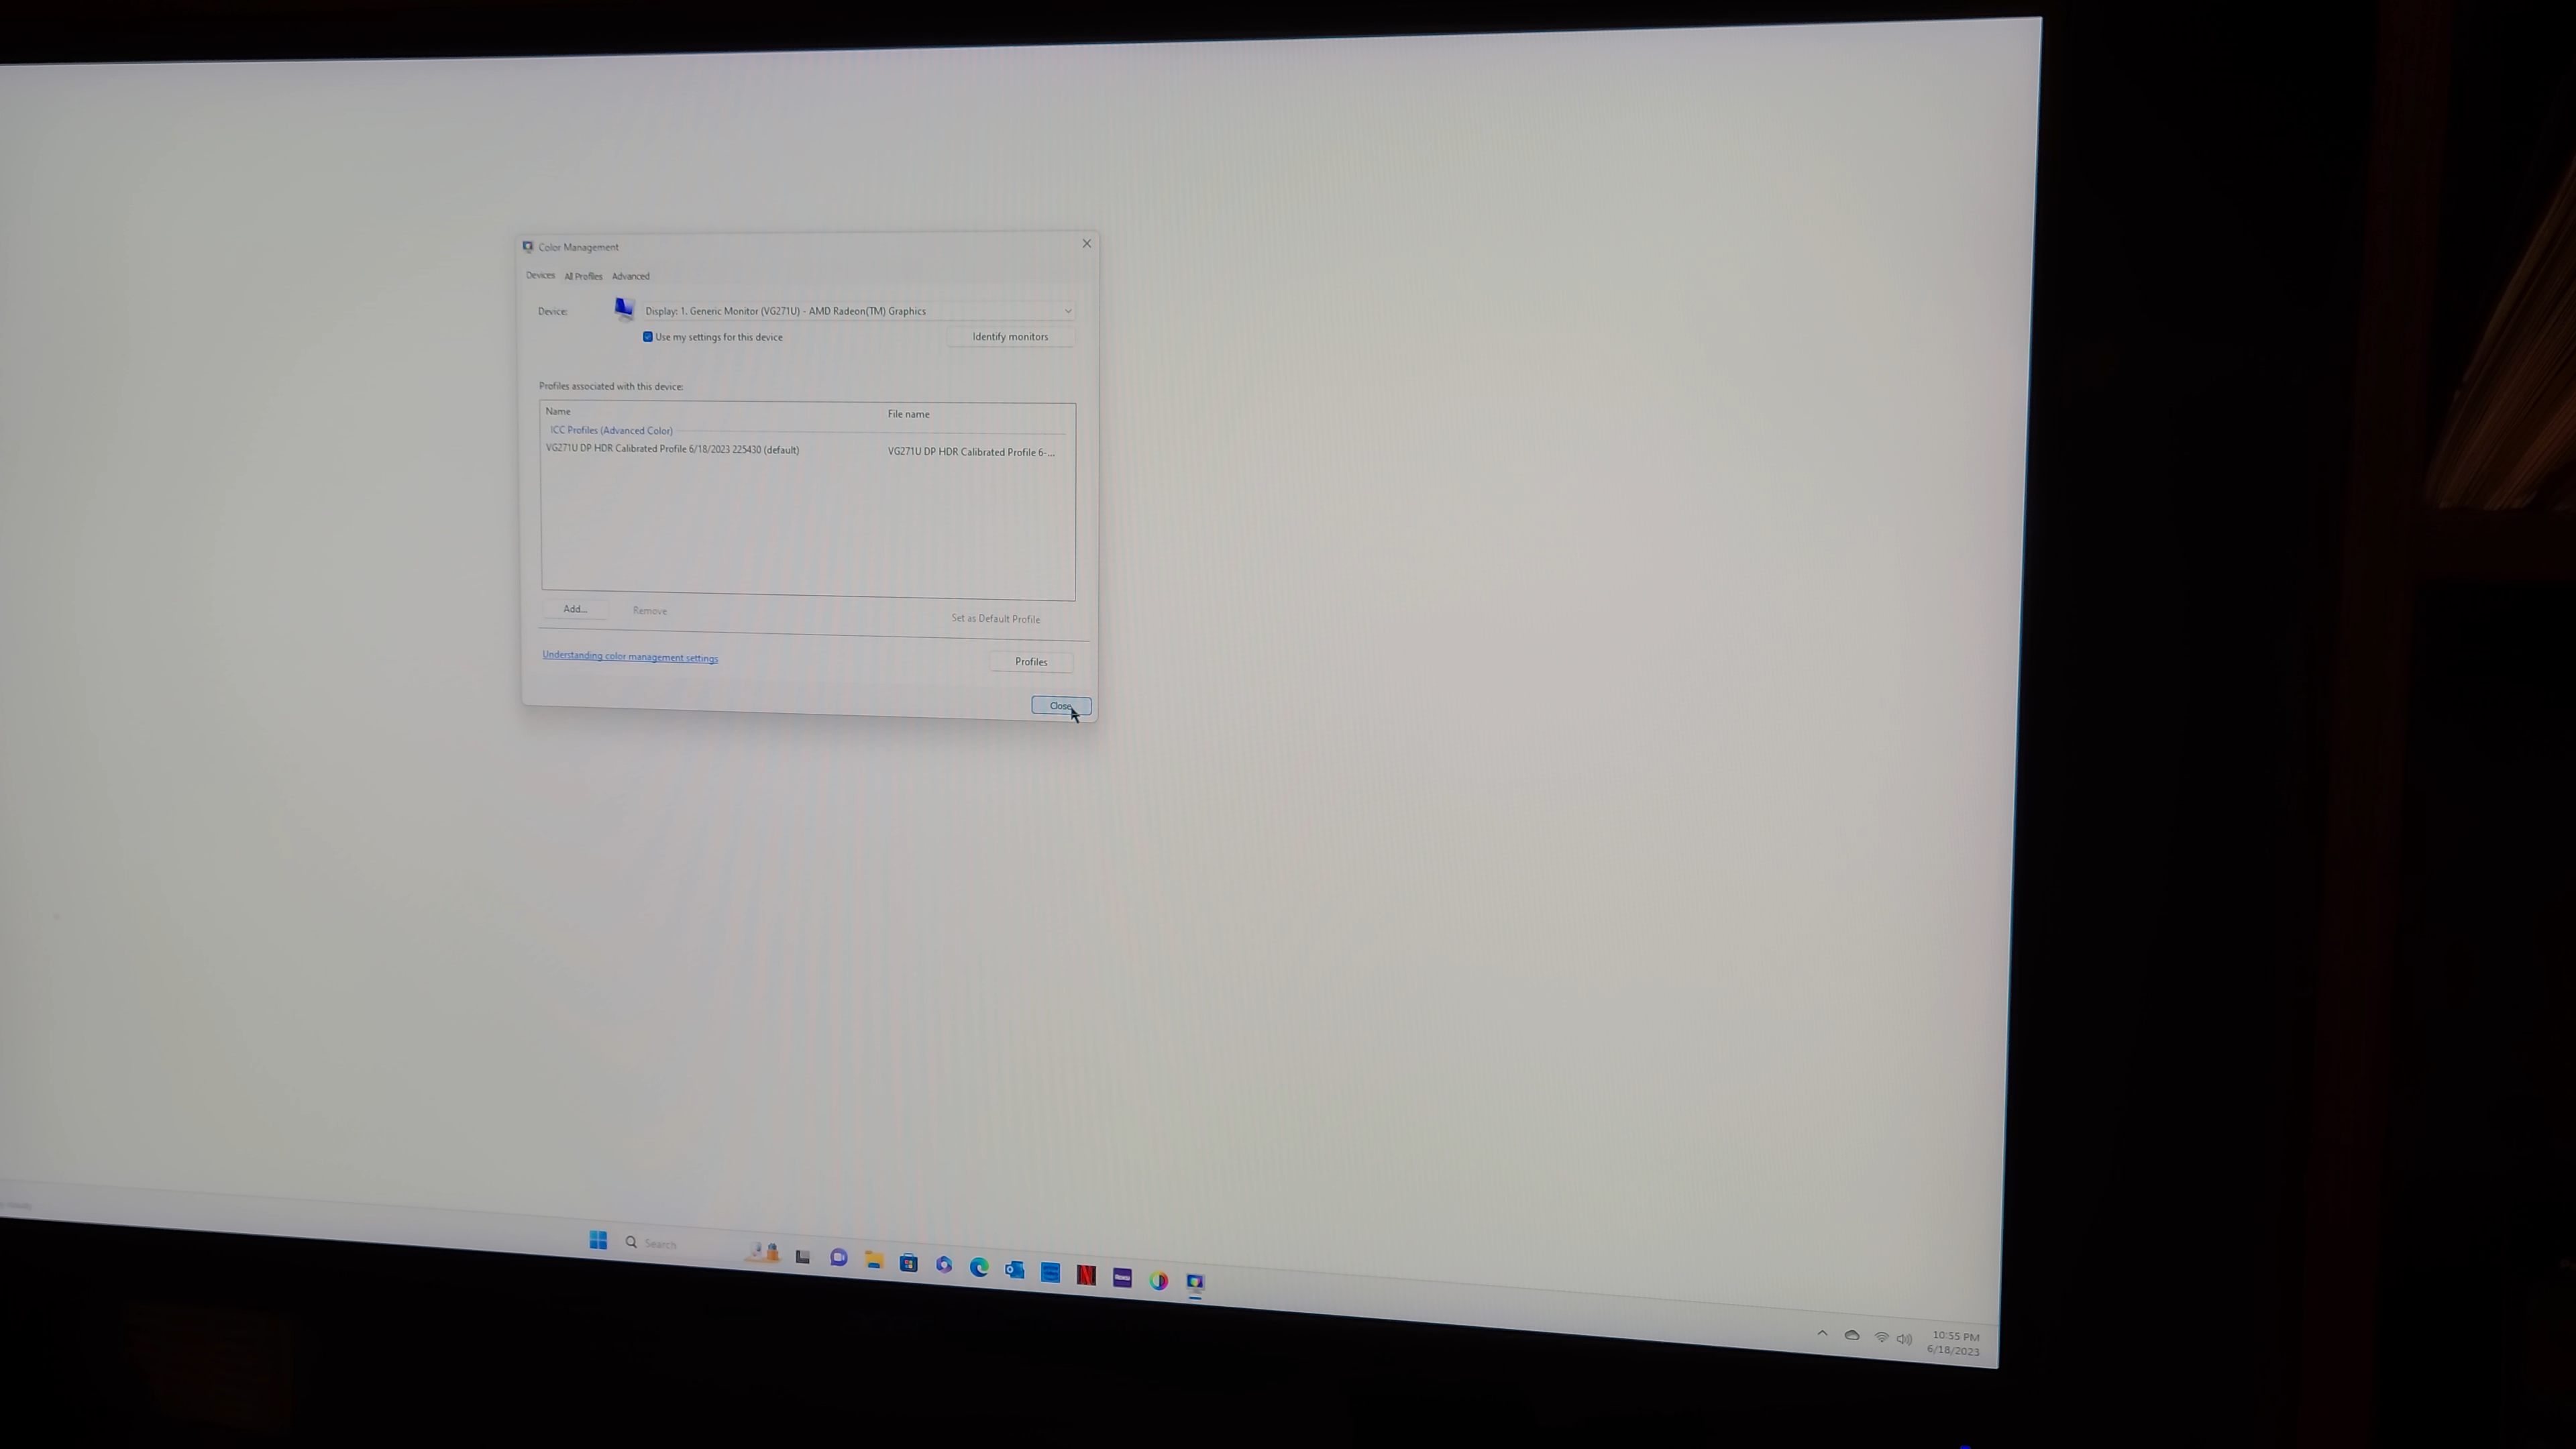 Color Management
Devices All Profiles Advanced
Device: Display: 1. Generic Monitor (VG271U) - AMD Radeon(TM) Graphics
Use my settings for this device Identify monitors
Profiles associated with this device:
Name File name
ICC Profiles (Advanced Color)
VG271U DP HDR Calibrated Profile 6/18/2023 225430 (default) VG271U DP HDR Calibrated Profile 6-...
Add... Remove Set as Default Profile
Understanding color management settings Profiles
Close
Search
10:55 PM
6/18/2023